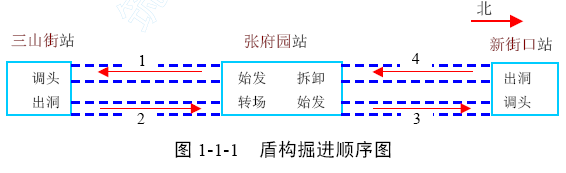 北
三山街站
张府园站
新街口站
1
4
调头
始发 拆卸
出洞
出洞
转场 始发
调头
2
3
图 1-1-1 盾构掘进顺序图